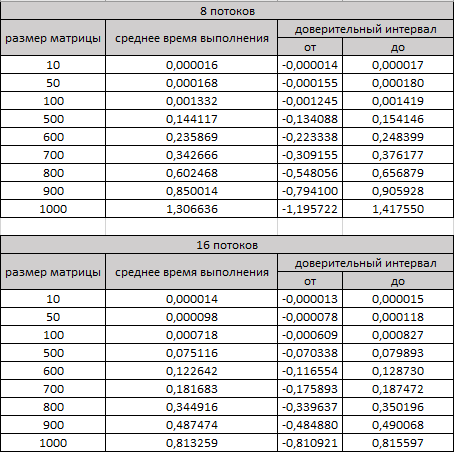 8 потоков
размер матрицы среднее время выполнения доверительный интервал
от до
10 0,000016 -0,000014 0,000017
50 0,000168 -0,000155 0,000180
100 0,001332 -0,001245 0,001419
500 0,144117 -0,134088 0,154146
600 0,235869 -0,223338 0,248399
700 0,342666 -0,309155 0,376177
800 0,602468 -0,548056 0,656879
900 0,850014 -0,794100 0,905928
1000 1,306636 -1,195722 1,417550
16 потоков
размер матрицы среднее время выполнения доверительный интервал
от до
10 0,000014 -0,000013 0,000015
50 0,000098 -0,000078 0,000118
100 0,000718 -0,000609 0,000827
500 0,075116 -0,070338 0,079893
600 0,122642 -0,116554 0,128730
700 0,181683 -0,175893 0,187472
800 0,344916 -0,339637 0,350196
900 0,487474 -0,484880 0,490068
1000 0,813259 -0,810921 0,815597